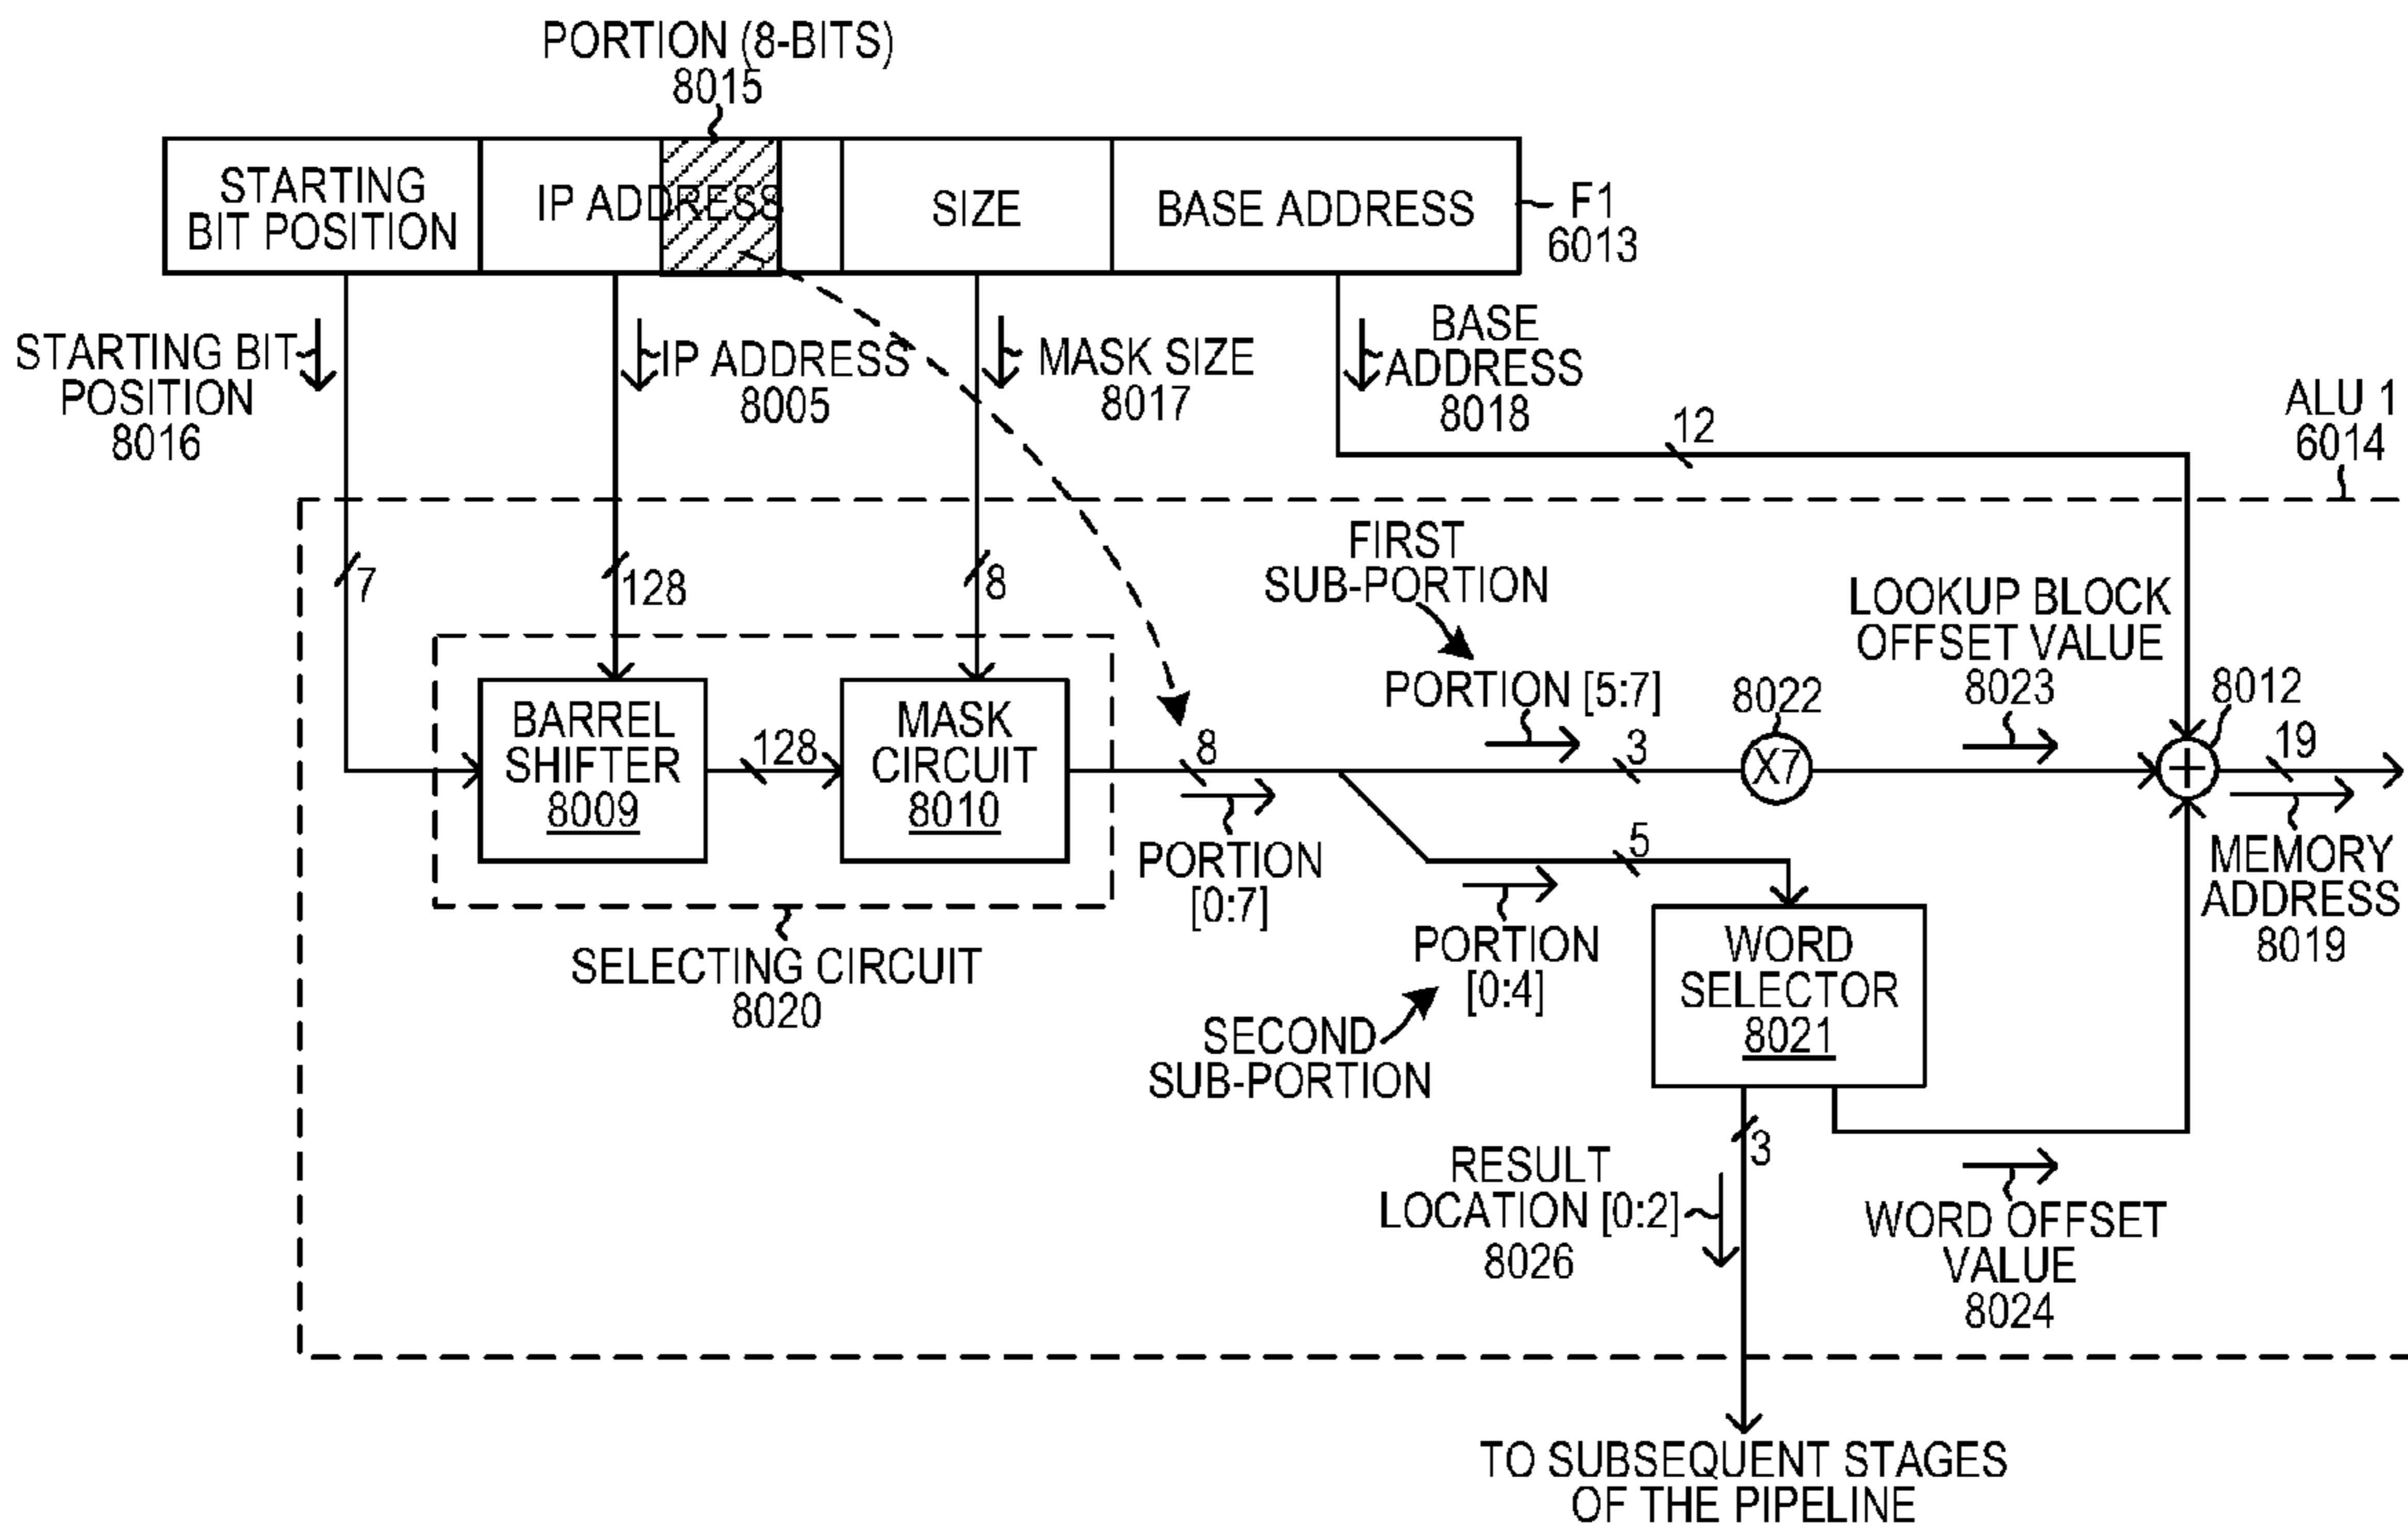 PORTION (8-BITS)
8015
STARTING
BIT POSITION
IP ADDRESS
SIZE
BASE ADDRESS
F1
6013
STARTING BIT
POSITION
8016
IP ADDRESS
8005
MASK SIZE
8017
BASE
ADDRESS
8018
12
ALU 1
6014
7
128
8
FIRST
SUB-PORTION
PORTION [5:7]
LOOKUP BLOCK
OFFSET VALUE
8023
8022
8012
BARREL
SHIFTER
8009
128
MASK
CIRCUIT
8010
8
3
X7
+
19
PORTION
[0:7]
5
MEMORY
ADDRESS
8019
SELECTING CIRCUIT
8020
PORTION
[0:4]
SECOND
SUB-PORTION
WORD
SELECTOR
8021
3
RESULT
LOCATION [0:2]
8026
WORD OFFSET
VALUE
8024
TO SUBSEQUENT STAGES
OF THE PIPELINE